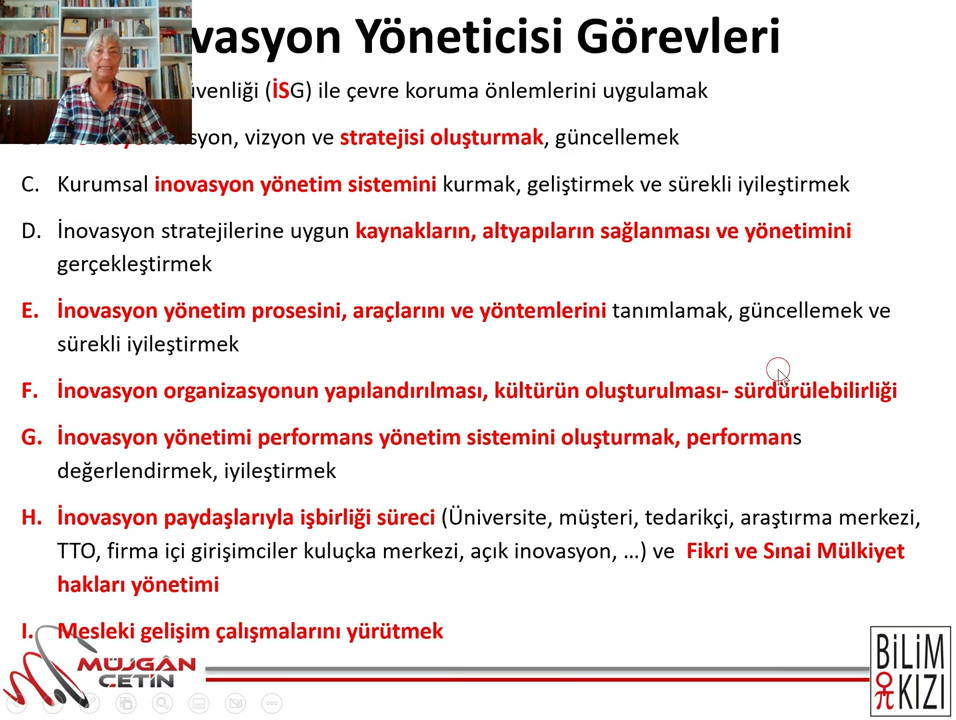 vasyon Yöneticisi Görevleri
üvenliği (İSG) ile çevre koruma önlemlerini uygulamak
syon, vizyon ve stratejisi oluşturmak, güncellemek
C. Kurumsal inovasyon yönetim sistemini kurmak, geliştirmek ve sürekli iyileştirmek
D. İnovasyon stratejilerine uygun kaynakların, altyapıların sağlanması ve yönetimini
gerçekleştirmek
E. İnovasyon yönetim prosesini, araçlarını ve yöntemlerini tanımlamak, güncellemek ve
sürekli iyileştirmek
F. İnovasyon organizasyonun yapılandırılması, kültürün oluşturulması- sürdürülebilirliği
G. İnovasyon yönetimi performans yönetim sistemini oluşturmak, performans
değerlendirmek, iyileştirmek
H. İnovasyon paydaşlarıyla işbirliği süreci (Üniversite, müşteri, tedarikçi, araştırma merkezi,
TTO, firma içi girişimciler kuluçka merkezi, açık inovasyon, ...) ve Fikri ve Sınai Mülkiyet
hakları yönetimi
I. Mesleki gelişim çalışmalarını yürütmek
MÜJGÂN
ÇETİN
BİLİM
KIZI